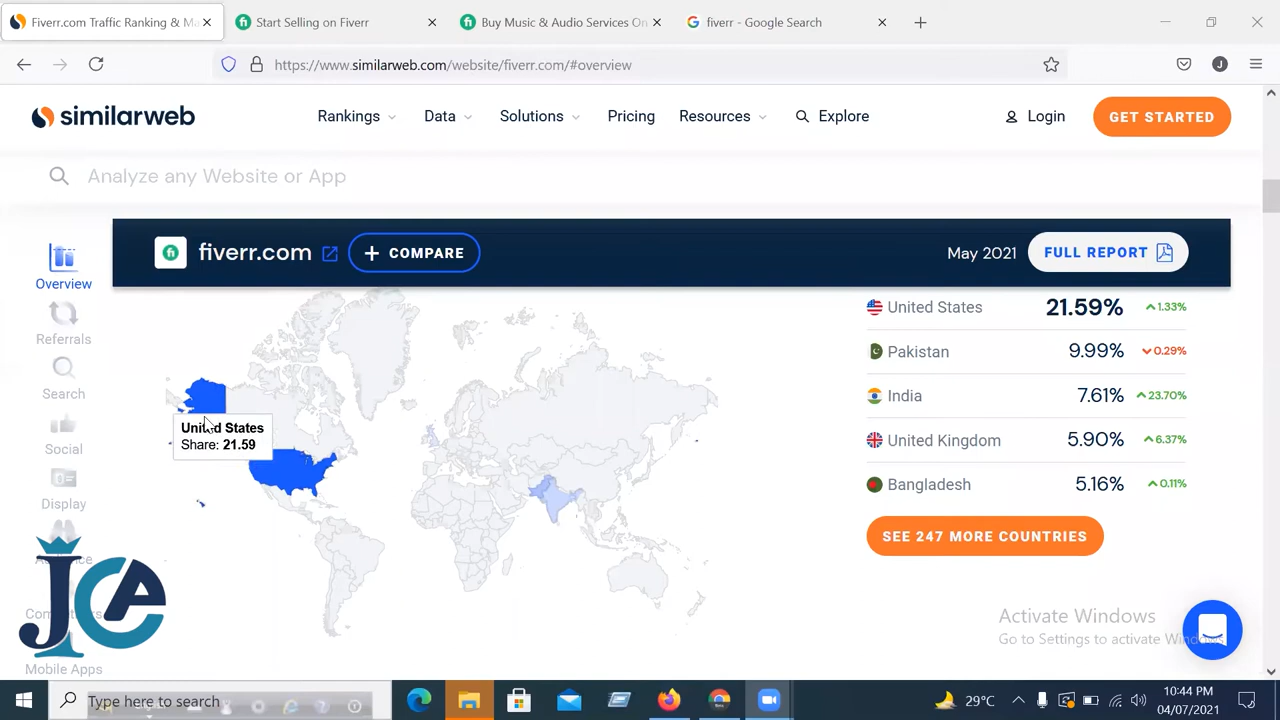 Fiverr.com Traffic Ranking & Ma
Start Selling on Fiverr
Buy Music & Audio Services On
fiverr - Google Search
https://www.similarweb.com/website/fiverr.com/#overview
J
similarweb
Rankings
Data
Solutions
Pricing
Resources
Explore
Login
GET STARTED
Analyze any Website or App
Overview
Referrals
Search
Social
Display
Mobile Apps
fi
fiverr.com
+ COMPARE
May 2021
FULL REPORT
United States
Share: 21.59
United States 21.59% 1.33%
Pakistan 9.99% 0.29%
India 7.61% 23.70%
United Kingdom 5.90% 6.37%
Bangladesh 5.16% 0.11%
SEE 247 MORE COUNTRIES
JCA
Activate Windows
Go to Settings to activate Windows.
Type here to search
29°C
10:44 PM
04/07/2021